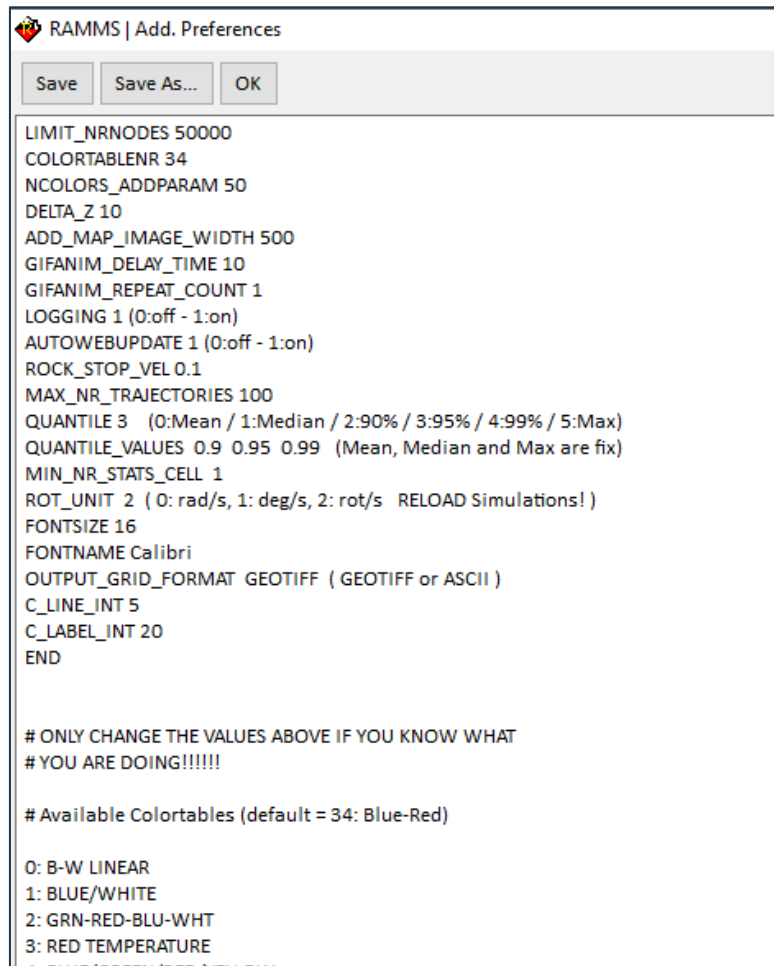 RAMMS | Add. Preferences
Save Save As... OK
LIMIT_NRNODES 50000
COLORTABLENR 34
NCOLORS_ADDPARAM 50
DELTA_Z 10
ADD_MAP_IMAGE_WIDTH 500
GIFANIM_DELAY_TIME 10
GIFANIM_REPEAT_COUNT 1
LOGGING 1 (0:off - 1:on)
AUTOWEBUPDATE 1 (0:off - 1:on)
ROCK_STOP_VEL 0.1
MAX_NR_TRAJECTORIES 100
QUANTILE 3 (0:Mean / 1:Median / 2:90% / 3:95% / 4:99% / 5:Max)
QUANTILE_VALUES 0.9 0.95 0.99 (Mean, Median and Max are fix)
MIN_NR_STATS_CELL 1
ROT_UNIT 2 ( 0: rad/s, 1: deg/s, 2: rot/s RELOAD Simulations! )
FONTSIZE 16
FONTNAME Calibri
OUTPUT_GRID_FORMAT GEOTIFF ( GEOTIFF or ASCII )
C_LINE_INT 5
C_LABEL_INT 20
END
# ONLY CHANGE THE VALUES ABOVE IF YOU KNOW WHAT
# YOU ARE DOING!!!!!!
# Available Colortables (default = 34: Blue-Red)
0: B-W LINEAR
1: BLUE/WHITE
2: GRN-RED-BLU-WHT
3: RED TEMPERATURE